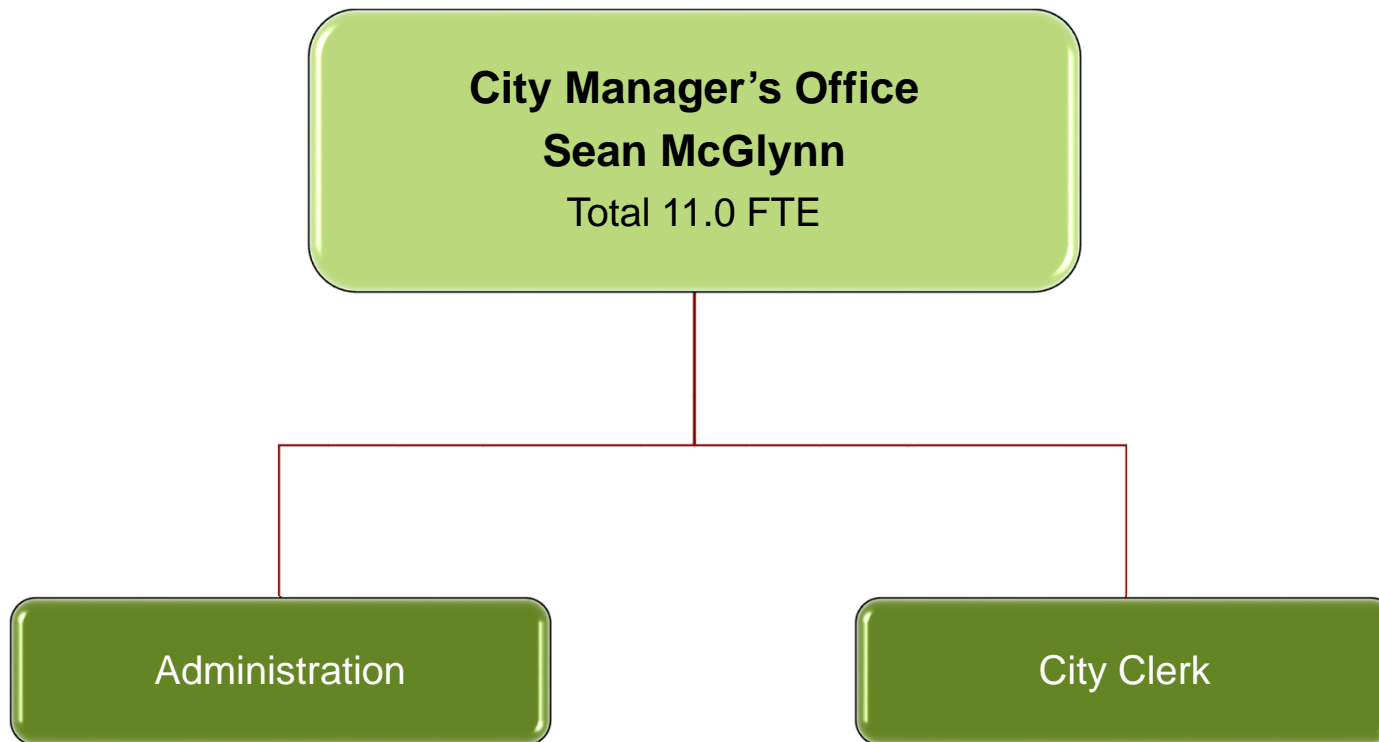 City Manager’s Office
Sean McGlynn
Total 11.0 FTE
Administration
City Clerk